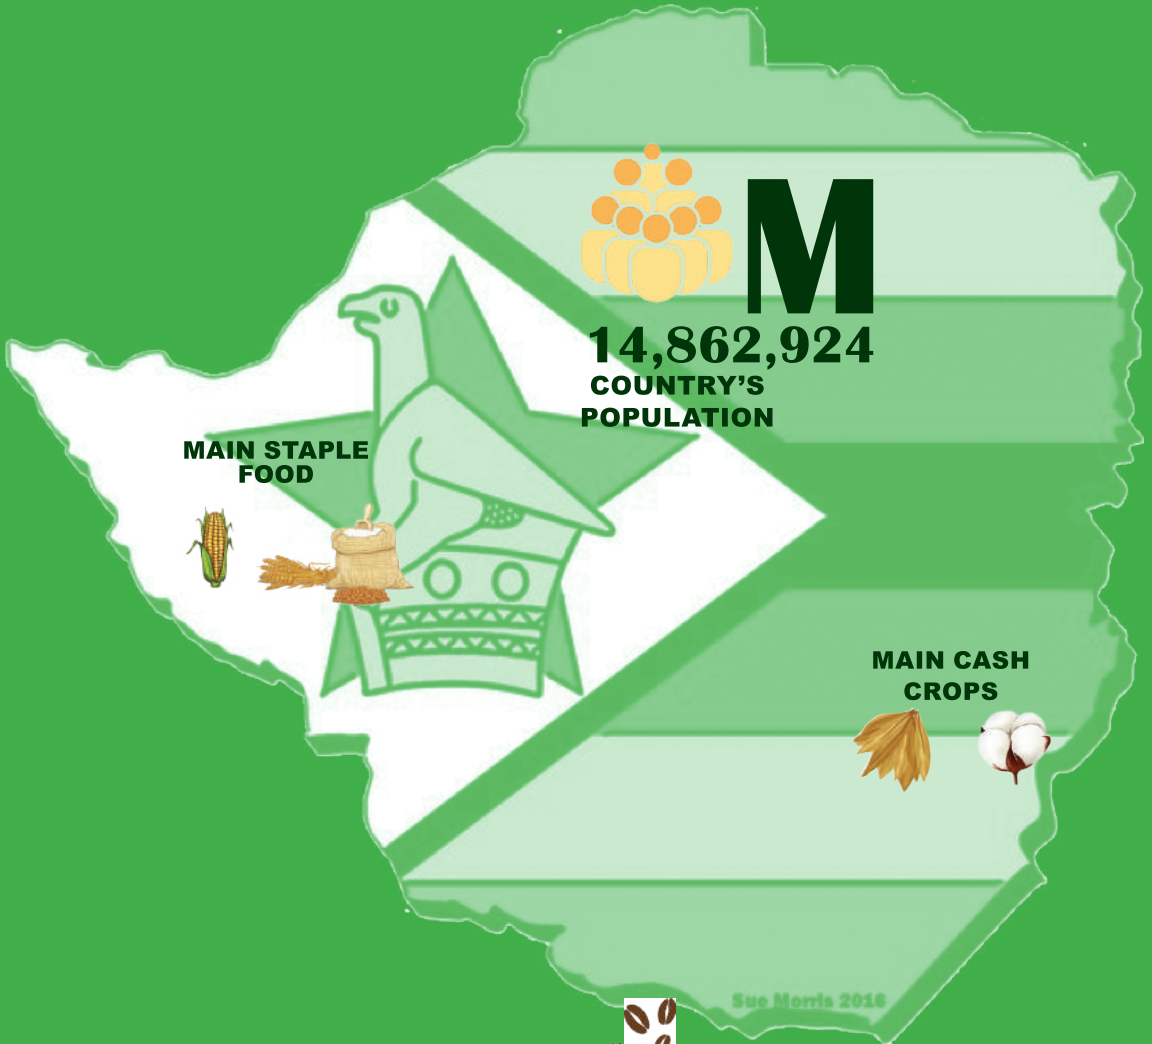 M
14,862,924
COUNTRY’S
POPULATION
MAIN STAPLE
FOOD
MAIN CASH
CROPS
Sue Morris 2016